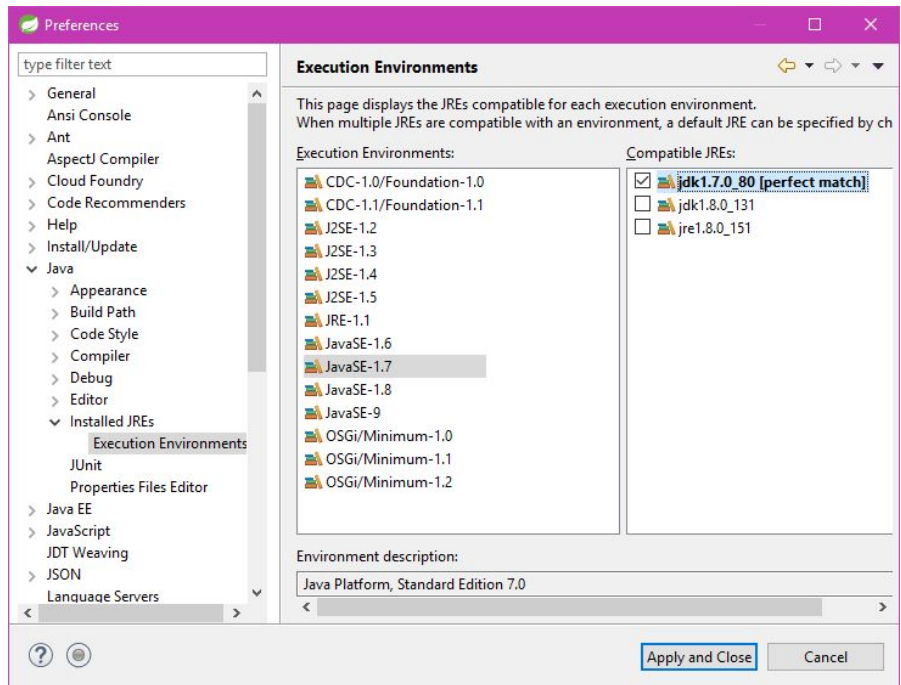 Preferences
type filter text
General
Ansi Console
Ant
AspectJ Compiler
Cloud Foundry
Code Recommenders
Help
Install/Update
Java
Appearance
Build Path
Code Style
Compiler
Debug
Editor
Installed JREs
Execution Environments
JUnit
Properties Files Editor
Java EE
JavaScript
JDT Weaving
JSON
Language Servers
Execution Environments
This page displays the JREs compatible for each execution environment.
When multiple JREs are compatible with an environment, a default JRE can be specified by ch
Execution Environments:
CDC-1.0/Foundation-1.0
CDC-1.1/Foundation-1.1
J2SE-1.2
J2SE-1.3
J2SE-1.4
J2SE-1.5
JRE-1.1
JavaSE-1.6
JavaSE-1.7
JavaSE-1.8
JavaSE-9
OSGi/Minimum-1.0
OSGi/Minimum-1.1
OSGi/Minimum-1.2
Compatible JREs:
jdk1.7.0_80 [perfect match]
jdk1.8.0_131
jre1.8.0_151
Environment description:
Java Platform, Standard Edition 7.0
?
Apply and Close
Cancel